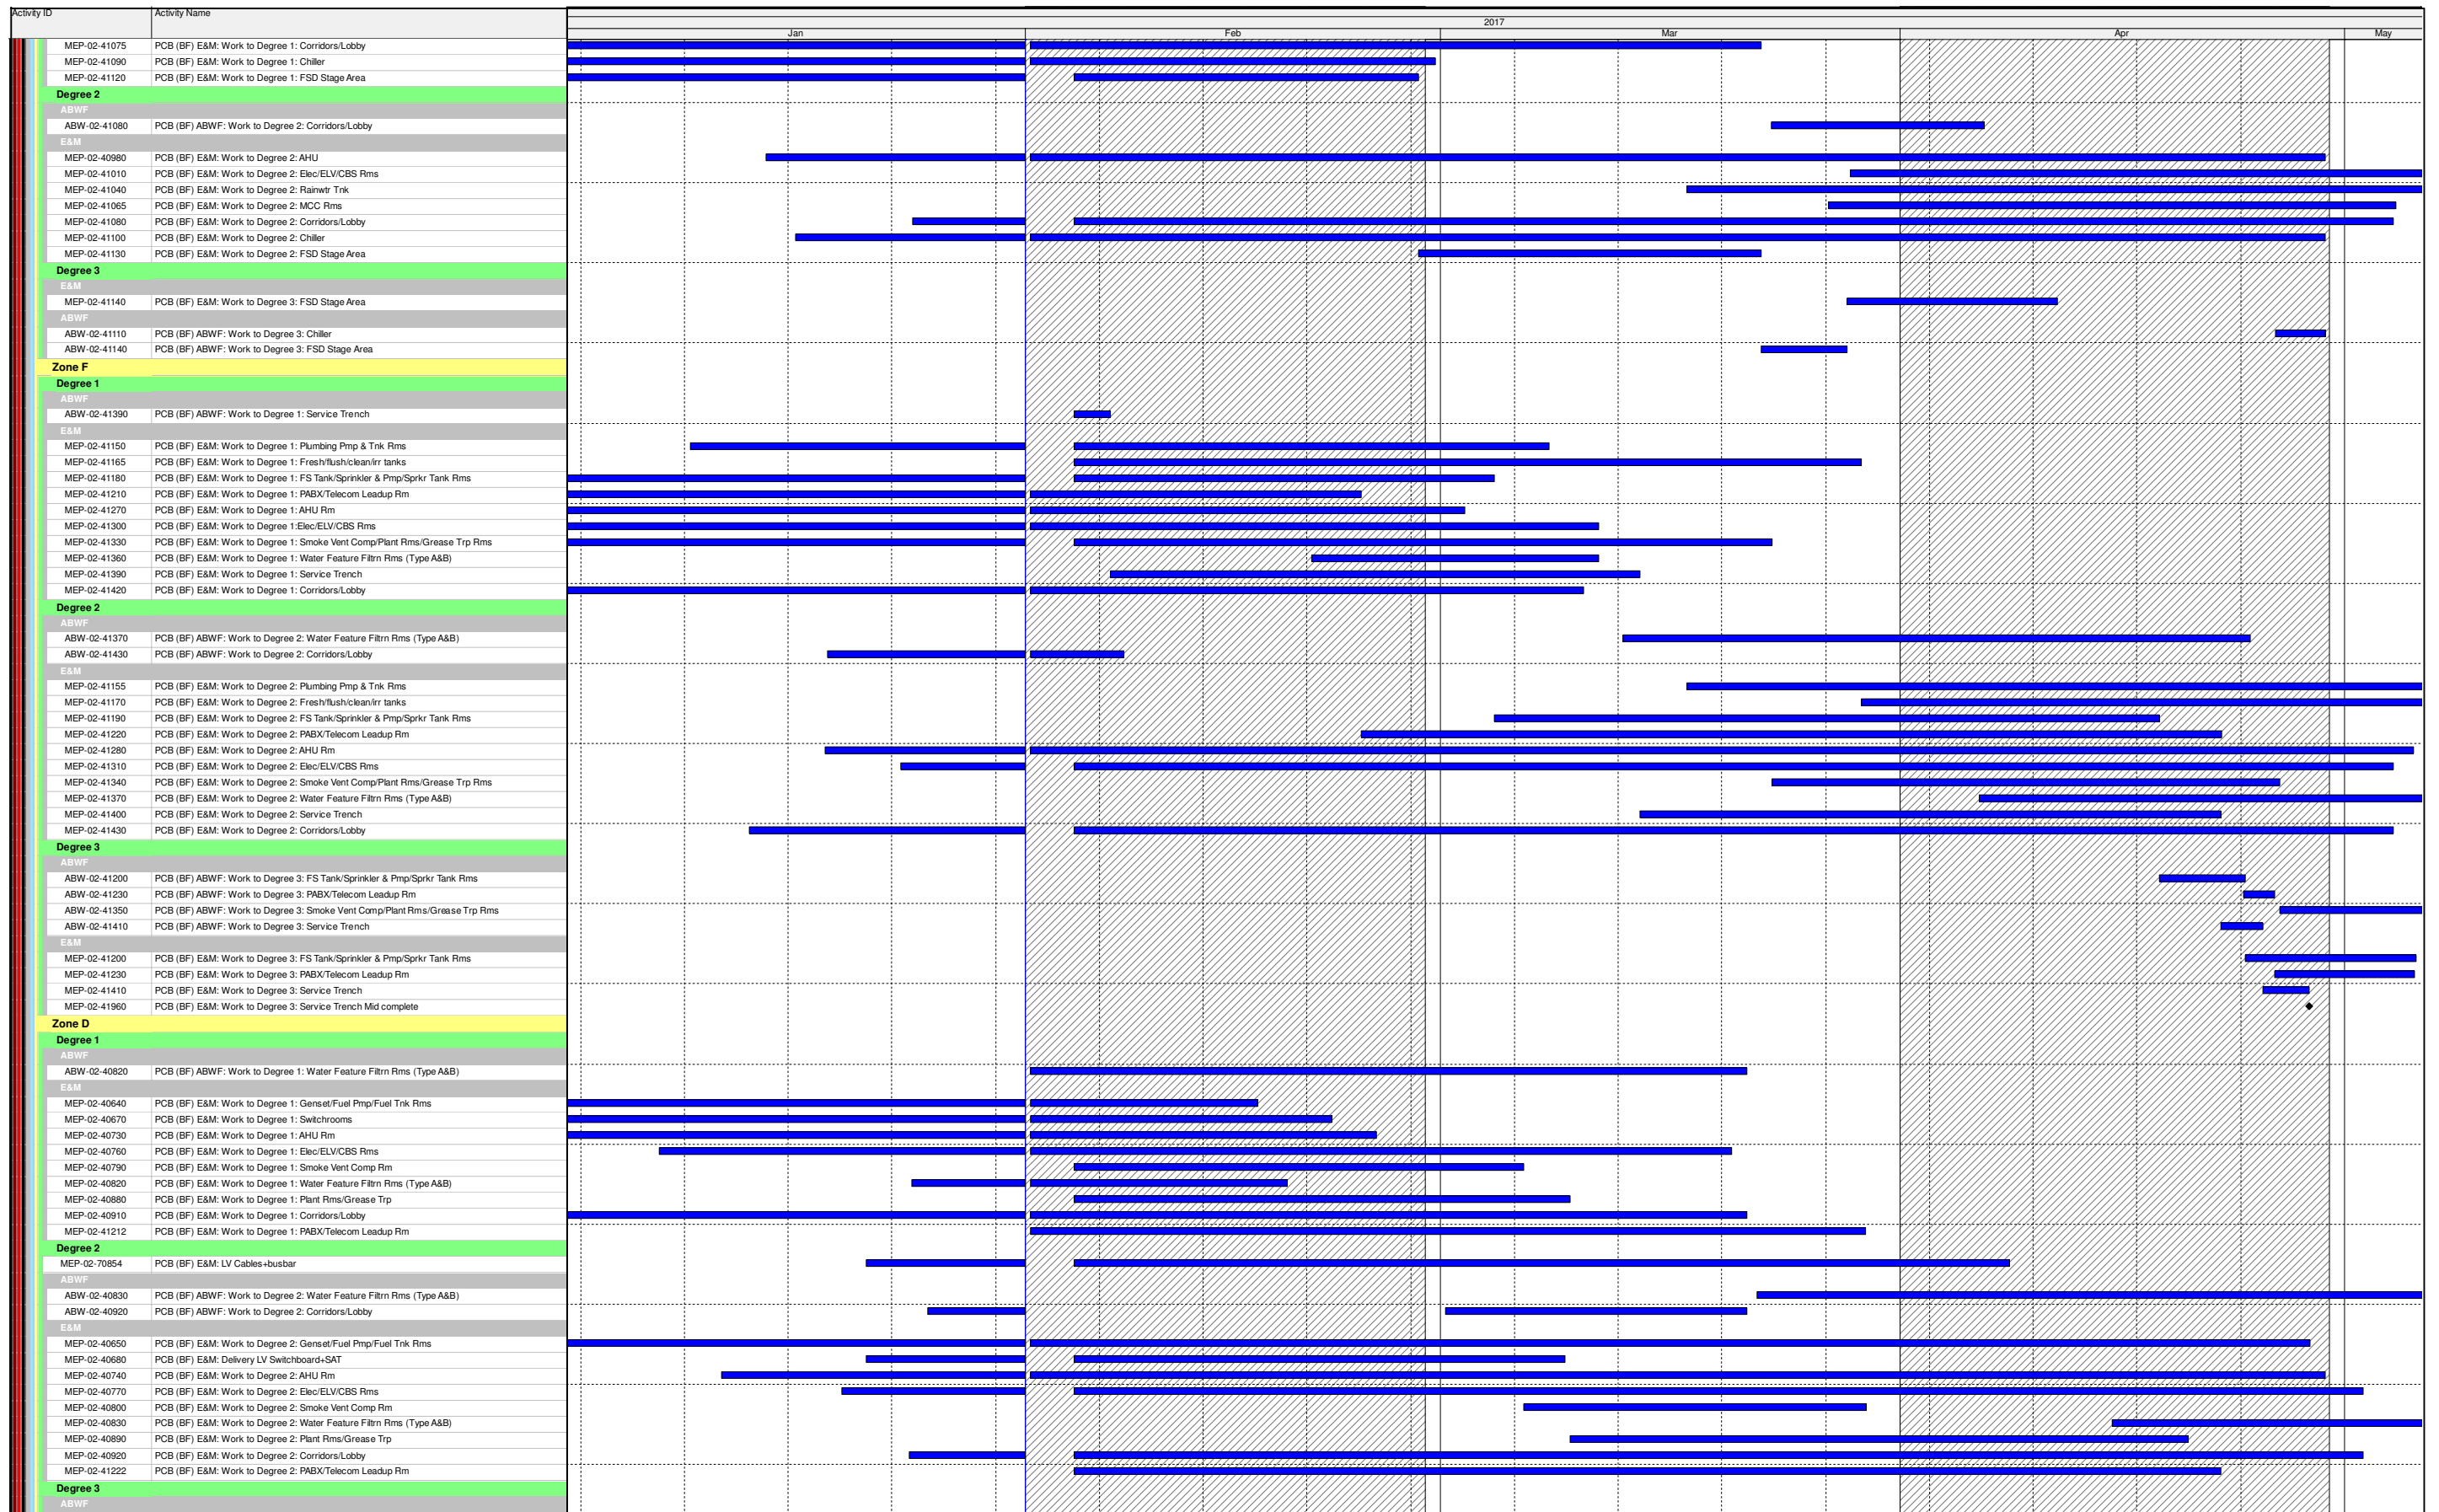 Activity ID Activity Name
2017
Jan Feb Mar Apr May
MEP-02-41075 PCB (BF) E&M: Work to Degree 1: Corridors/Lobby
MEP-02-41090 PCB (BF) E&M: Work to Degree 1: Chiller
MEP-02-41120 PCB (BF) E&M: Work to Degree 1: FSD Stage Area
Degree 2
ABWF
ABW-02-41080 PCB (BF) ABWF: Work to Degree 2: Corridors/Lobby
E&M
MEP-02-40980 PCB (BF) E&M: Work to Degree 2: AHU
MEP-02-41010 PCB (BF) E&M: Work to Degree 2: Elec/ELV/CBS Rms
MEP-02-41040 PCB (BF) E&M: Work to Degree 2: Rainwtr Tnk
MEP-02-41065 PCB (BF) E&M: Work to Degree 2: MCC Rms
MEP-02-41080 PCB (BF) E&M: Work to Degree 2: Corridors/Lobby
MEP-02-41100 PCB (BF) E&M: Work to Degree 2: Chiller
MEP-02-41130 PCB (BF) E&M: Work to Degree 2: FSD Stage Area
Degree 3
E&M
MEP-02-41140 PCB (BF) E&M: Work to Degree 3: FSD Stage Area
ABWF
ABW-02-41110 PCB (BF) ABWF: Work to Degree 3: Chiller
ABW-02-41140 PCB (BF) ABWF: Work to Degree 3: FSD Stage Area
Zone F
Degree 1
ABWF
ABW-02-41390 PCB (BF) ABWF: Work to Degree 1: Service Trench
E&M
MEP-02-41150 PCB (BF) E&M: Work to Degree 1: Plumbing Pmp & Tnk Rms
MEP-02-41165 PCB (BF) E&M: Work to Degree 1: Fresh/flush/clean/irr tanks
MEP-02-41180 PCB (BF) E&M: Work to Degree 1: FS Tank/Sprinkler & Pmp/Sprkr Tank Rms
MEP-02-41210 PCB (BF) E&M: Work to Degree 1: PABX/Telecom Leadup Rm
MEP-02-41270 PCB (BF) E&M: Work to Degree 1: AHU Rm
MEP-02-41300 PCB (BF) E&M: Work to Degree 1:Elec/ELV/CBS Rms
MEP-02-41330 PCB (BF) E&M: Work to Degree 1: Smoke Vent Comp/Plant Rms/Grease Trp Rms
MEP-02-41360 PCB (BF) E&M: Work to Degree 1: Water Feature Filtrn Rms (Type A&B)
MEP-02-41390 PCB (BF) E&M: Work to Degree 1: Service Trench
MEP-02-41420 PCB (BF) E&M: Work to Degree 1: Corridors/Lobby
Degree 2
ABWF
ABW-02-41370 PCB (BF) ABWF: Work to Degree 2: Water Feature Filtrn Rms (Type A&B)
ABW-02-41430 PCB (BF) ABWF: Work to Degree 2: Corridors/Lobby
E&M
MEP-02-41155 PCB (BF) E&M: Work to Degree 2: Plumbing Pmp & Tnk Rms
MEP-02-41170 PCB (BF) E&M: Work to Degree 2: Fresh/flush/clean/irr tanks
MEP-02-41190 PCB (BF) E&M: Work to Degree 2: FS Tank/Sprinkler & Pmp/Sprkr Tank Rms
MEP-02-41220 PCB (BF) E&M: Work to Degree 2: PABX/Telecom Leadup Rm
MEP-02-41280 PCB (BF) E&M: Work to Degree 2: AHU Rm
MEP-02-41310 PCB (BF) E&M: Work to Degree 2: Elec/ELV/CBS Rms
MEP-02-41340 PCB (BF) E&M: Work to Degree 2: Smoke Vent Comp/Plant Rms/Grease Trp Rms
MEP-02-41370 PCB (BF) E&M: Work to Degree 2: Water Feature Filtrn Rms (Type A&B)
MEP-02-41400 PCB (BF) E&M: Work to Degree 2: Service Trench
MEP-02-41430 PCB (BF) E&M: Work to Degree 2: Corridors/Lobby
Degree 3
ABWF
ABW-02-41200 PCB (BF) ABWF: Work to Degree 3: FS Tank/Sprinkler & Pmp/Sprkr Tank Rms
ABW-02-41230 PCB (BF) ABWF: Work to Degree 3: PABX/Telecom Leadup Rm
ABW-02-41350 PCB (BF) ABWF: Work to Degree 3: Smoke Vent Comp/Plant Rms/Grease Trp Rms
ABW-02-41410 PCB (BF) ABWF: Work to Degree 3: Service Trench
E&M
MEP-02-41200 PCB (BF) E&M: Work to Degree 3: FS Tank/Sprinkler & Pmp/Sprkr Tank Rms
MEP-02-41230 PCB (BF) E&M: Work to Degree 3: PABX/Telecom Leadup Rm
MEP-02-41410 PCB (BF) E&M: Work to Degree 3: Service Trench
MEP-02-41960 PCB (BF) E&M: Work to Degree 3: Service Trench Mid complete
Zone D
Degree 1
ABWF
ABW-02-40820 PCB (BF) ABWF: Work to Degree 1: Water Feature Filtrn Rms (Type A&B)
E&M
MEP-02-40640 PCB (BF) E&M: Work to Degree 1: Genset/Fuel Pmp/Fuel Tnk Rms
MEP-02-40670 PCB (BF) E&M: Work to Degree 1: Switchrooms
MEP-02-40730 PCB (BF) E&M: Work to Degree 1: AHU Rm
MEP-02-40760 PCB (BF) E&M: Work to Degree 1: Elec/ELV/CBS Rms
MEP-02-40790 PCB (BF) E&M: Work to Degree 1: Smoke Vent Comp Rm
MEP-02-40820 PCB (BF) E&M: Work to Degree 1: Water Feature Filtrn Rms (Type A&B)
MEP-02-40880 PCB (BF) E&M: Work to Degree 1: Plant Rms/Grease Trp
MEP-02-40910 PCB (BF) E&M: Work to Degree 1: Corridors/Lobby
MEP-02-41212 PCB (BF) E&M: Work to Degree 1: PABX/Telecom Leadup Rm
Degree 2
MEP-02-70854 PCB (BF) E&M: LV Cables+busbar
ABWF
ABW-02-40830 PCB (BF) ABWF: Work to Degree 2: Water Feature Filtrn Rms (Type A&B)
ABW-02-40920 PCB (BF) ABWF: Work to Degree 2: Corridors/Lobby
E&M
MEP-02-40650 PCB (BF) E&M: Work to Degree 2: Genset/Fuel Pmp/Fuel Tnk Rms
MEP-02-40680 PCB (BF) E&M: Delivery LV Switchboard+SAT
MEP-02-40740 PCB (BF) E&M: Work to Degree 2: AHU Rm
MEP-02-40770 PCB (BF) E&M: Work to Degree 2: Elec/ELV/CBS Rms
MEP-02-40800 PCB (BF) E&M: Work to Degree 2: Smoke Vent Comp Rm
MEP-02-40830 PCB (BF) E&M: Work to Degree 2: Water Feature Filtrn Rms (Type A&B)
MEP-02-40890 PCB (BF) E&M: Work to Degree 2: Plant Rms/Grease Trp
MEP-02-40920 PCB (BF) E&M: Work to Degree 2: Corridors/Lobby
MEP-02-41222 PCB (BF) E&M: Work to Degree 2: PABX/Telecom Leadup Rm
Degree 3
ABWF